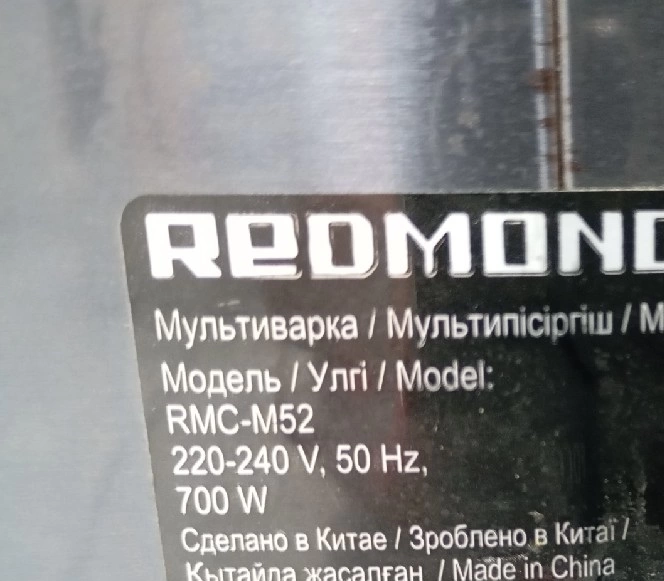 REDMOND
Мультиварка / Мультипісіргіш / М
Модель / Үлгі / Model:
RMC-M52
220-240 V, 50 Hz,
700 W
Сделано в Китае / Зроблено в Китаї /
Қытайда жасалған / Made in China